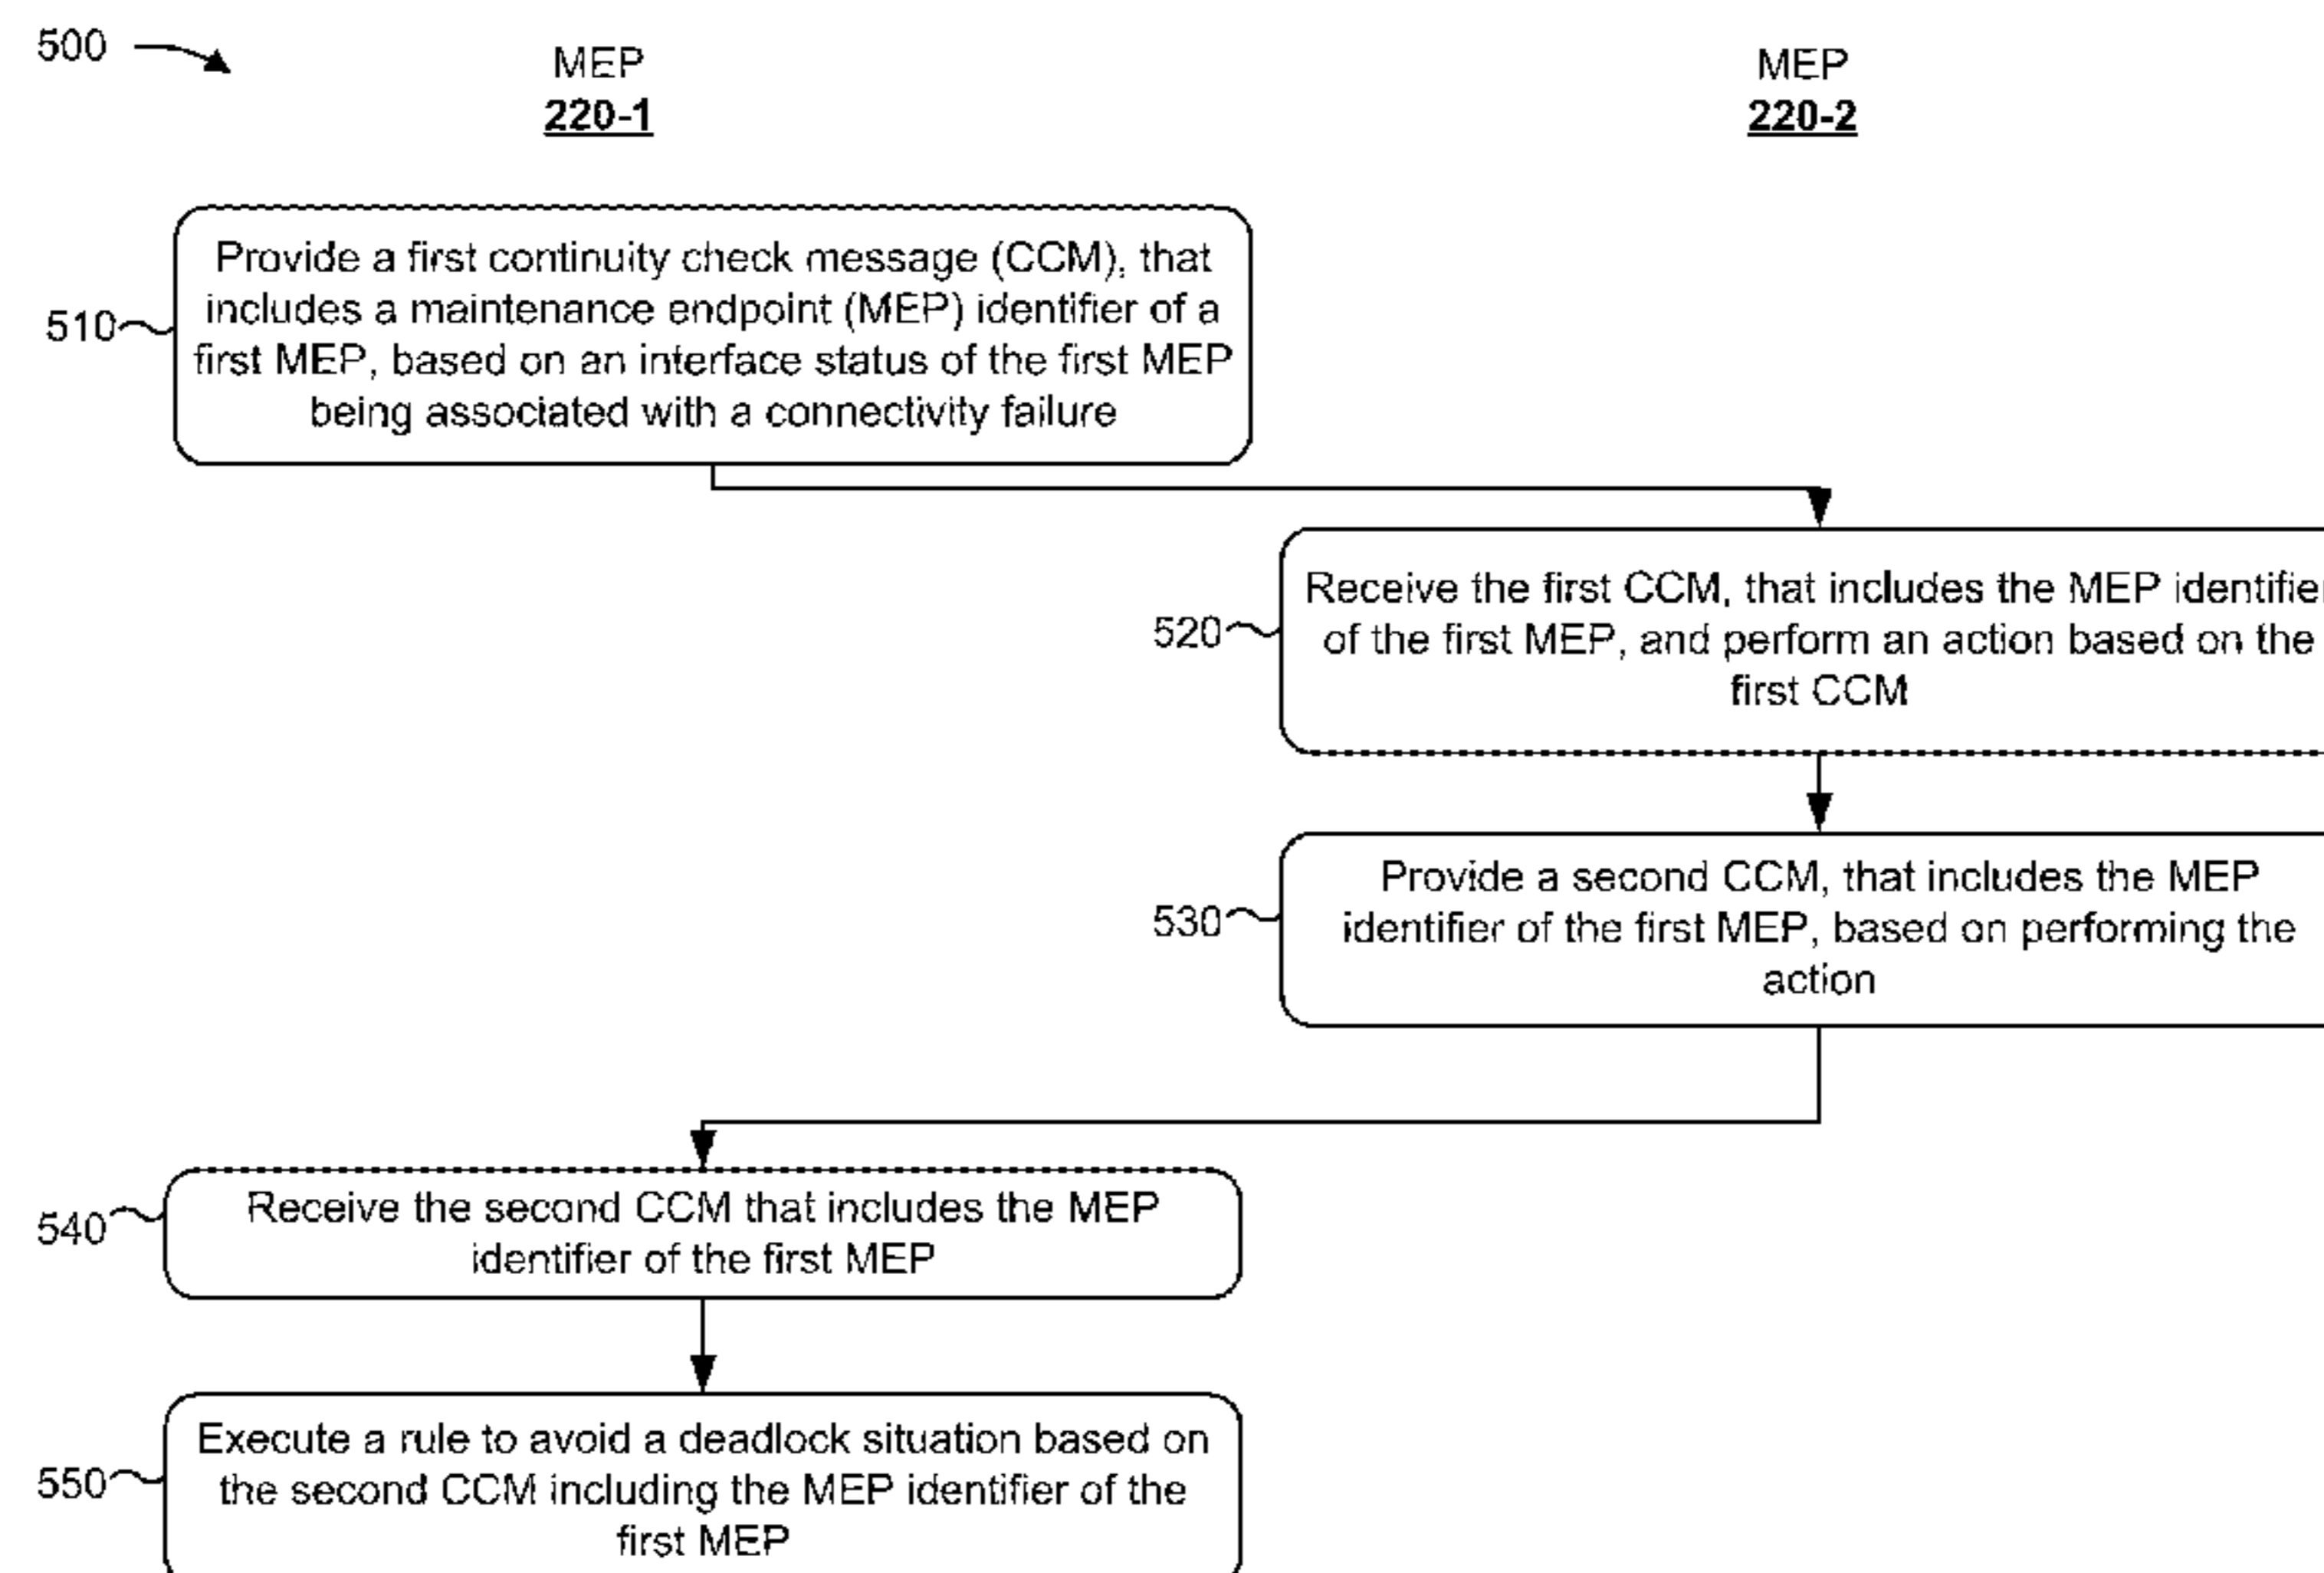 500
MEP
220-1
MEP
220-2
510
Provide a first continuity check message (CCM), that
includes a maintenance endpoint (MEP) identifier of a
first MEP, based on an interface status of the first MEP
being associated with a connectivity failure
520
Receive the first CCM, that includes the MEP identifier
of the first MEP, and perform an action based on the
first CCM
530
Provide a second CCM, that includes the MEP
identifier of the first MEP, based on performing the
action
540
Receive the second CCM that includes the MEP
identifier of the first MEP
550
Execute a rule to avoid a deadlock situation based on
the second CCM including the MEP identifier of the
first MEP